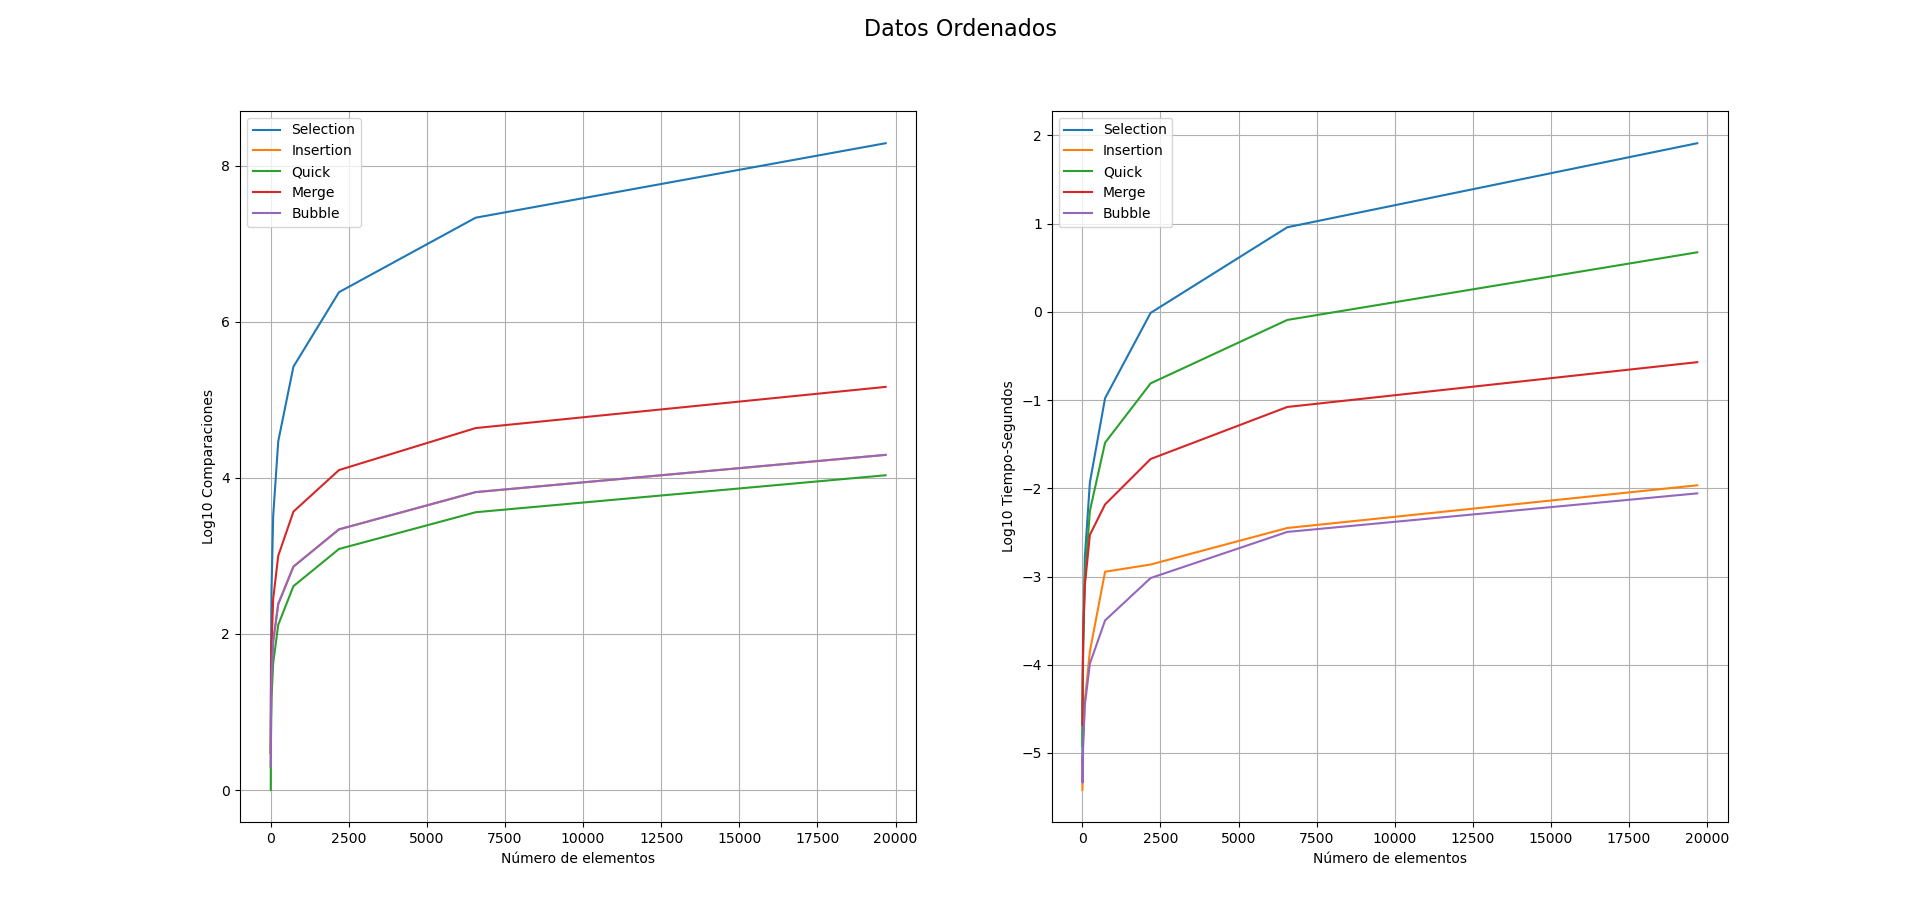 Datos Ordenados
Selection
Insertion
Quick
Merge
Bubble
8
6
4
2
0
Log10 Comparaciones
0 2500 5000 7500 10000 12500 15000 17500 20000
Número de elementos
Selection
Insertion
Quick
Merge
Bubble
2
1
0
−1
−2
−3
−4
−5
Log10 Tiempo-Segundos
0 2500 5000 7500 10000 12500 15000 17500 20000
Número de elementos